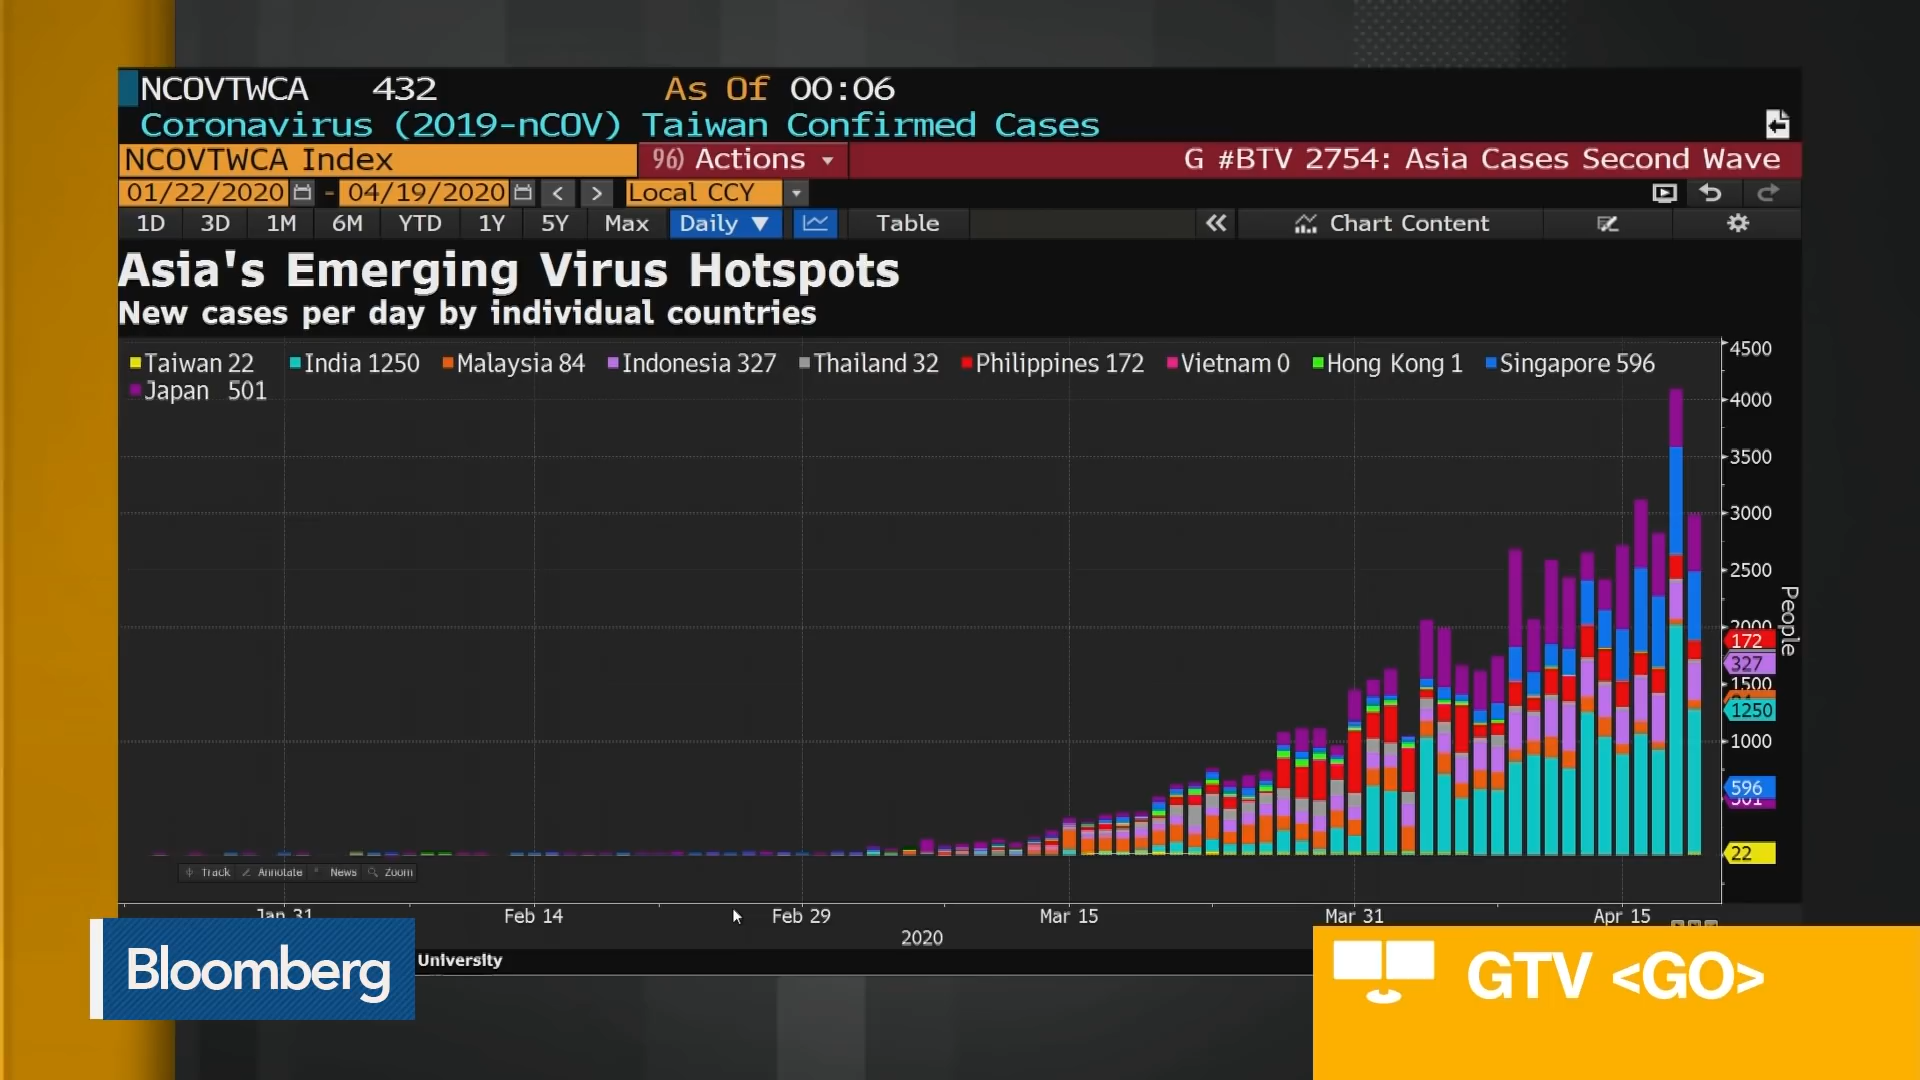 NCOVTWCA 432 As Of 00:06
Coronavirus (2019-nCOV) Taiwan Confirmed Cases
NCOVTWCA Index 96) Actions G #BTV 2754: Asia Cases Second Wave
01/22/2020 - 04/19/2020 < > Local CCY
1D 3D 1M 6M YTD 1Y 5Y Max Daily ▼ Table « Chart Content
Asia's Emerging Virus Hotspots
New cases per day by individual countries
Taiwan 22 India 1250 Malaysia 84 Indonesia 327 Thailand 32 Philippines 172 Vietnam 0 Hong Kong 1 Singapore 596
Japan 501
4500
4000
3500
3000
2500
2000
172
327
1500
1250
1000
596
501
22
People
Track Annotate News Zoom
Jan 31 Feb 14 Feb 29 Mar 15 Mar 31 Apr 15
2020
University
Bloomberg
GTV <GO>